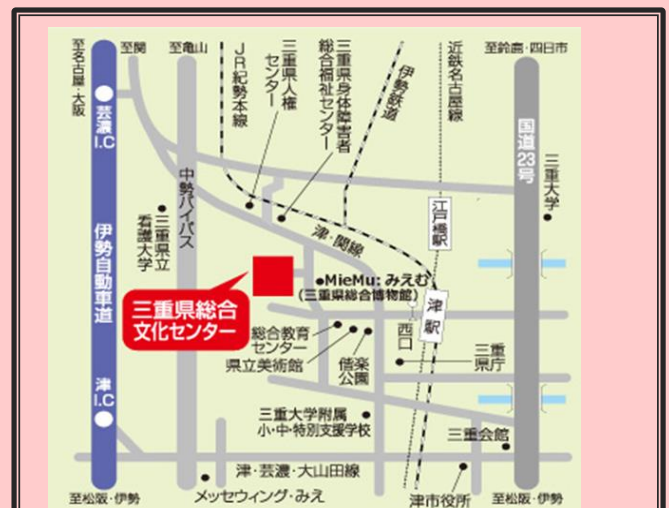 至名古屋・大阪
至関
至亀山
JR紀勢本線
三重県人権
センター
三重県身体障害者
総合福祉センター
伊勢鉄道
近鉄名古屋線
至鈴鹿・四日市
芸濃
I.C
国道23号
三重大学
中勢バイパス
三重県立
看護大学
江戸橋駅
津・関線
伊勢自動車道
MieMu:みえむ
(三重県総合博物館)
三重県総合
文化センター
津駅
西口
総合教育
センター
県立美術館
偕楽
公園
三重
県庁
津
I.C
三重大学附属
小・中・特別支援学校
三重会館
津・芸濃・大山田線
至松阪・伊勢
メッセウィング・みえ
津市役所
至松阪・伊勢